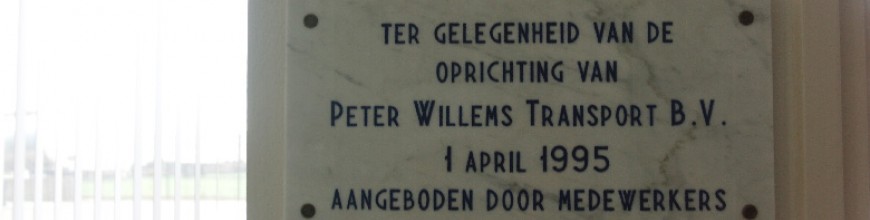 TER GELEGENHEID VAN DE
OPRICHTING VAN
PETER WILLEMS TRANSPORT B.V.
1 APRIL 1995
AANGEBODEN DOOR MEDEWERKERS